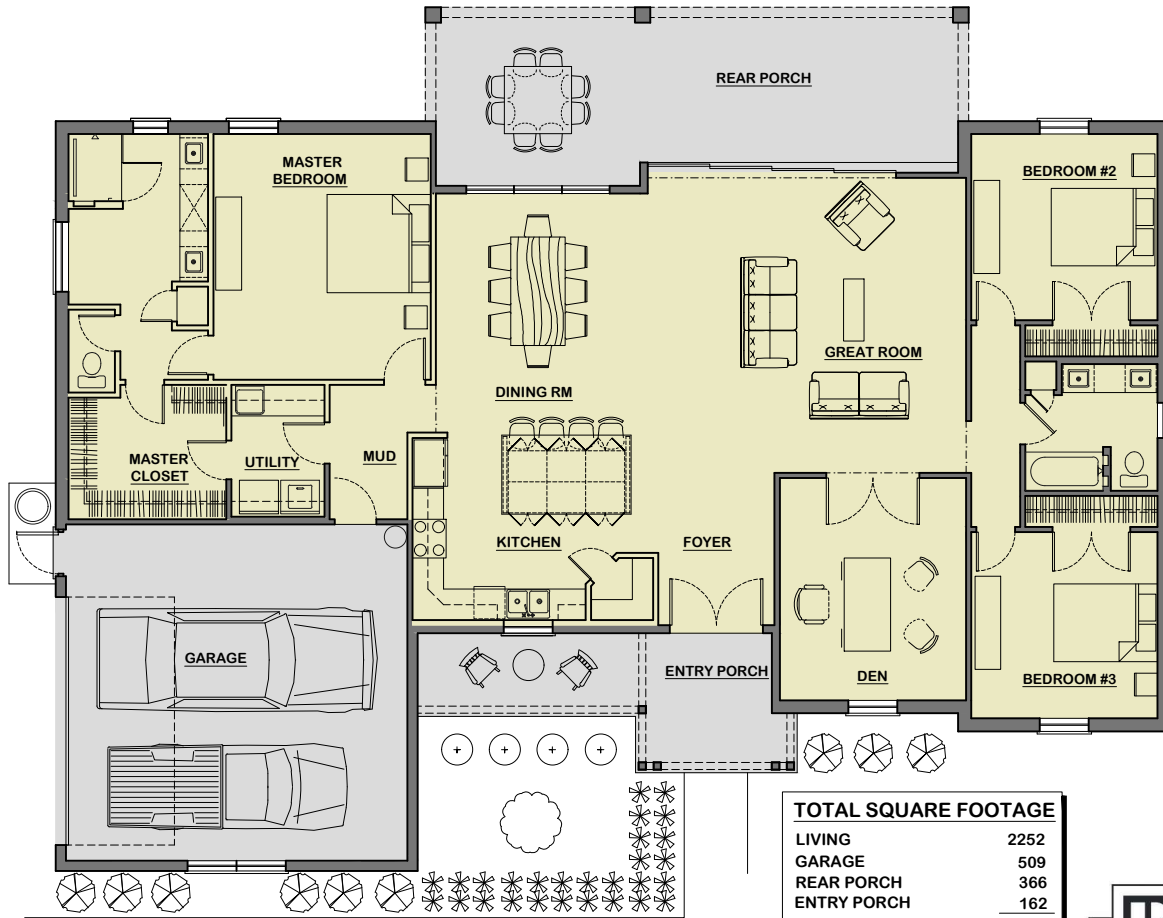 REAR PORCH
MASTER
BEDROOM
BEDROOM #2
GREAT ROOM
DINING RM
MASTER
CLOSET
UTILITY
MUD
KITCHEN
FOYER
GARAGE
ENTRY PORCH
DEN
BEDROOM #3
TOTAL SQUARE FOOTAGE
LIVING 2252
GARAGE 509
REAR PORCH 366
ENTRY PORCH 162